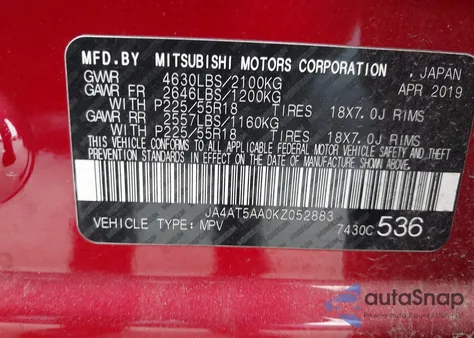 MFD.BY MITSUBISHI MOTORS CORPORATION , JAPAN
GVWR 4630LBS/2100KG APR 2019
GAWR FR 2646LBS/1200KG
WITH P225/55R18 TIRES 18X7.0J RIMS
GAWR RR 2557LBS/1160KG
WITH P225/55R18 TIRES 18X7.0J RIMS
THIS VEHICLE CONFORMS TO ALL APPLICABLE FEDERAL MOTOR VEHICLE
SAFETY, BUMPER AND THEFT PREVENTION STANDARDS IN EFFECT ON
THE DATE OF MANUFACTURE SHOWN ABOVE.
JA4AT5AA0KZ052883
VEHICLE TYPE: MPV 7430C 536
autoSnap